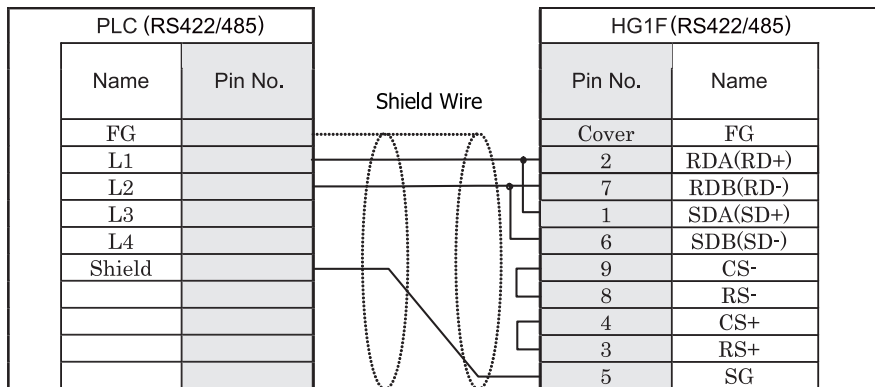 PLC (RS422/485) HG1F(RS422/485)
Name Pin No. Pin No. Name
Shield Wire
FG Cover FG
L1 2 RDA(RD+)
L2 7 RDB(RD-)
L3 1 SDA(SD+)
L4 6 SDB(SD-)
Shield 9 CS-
8 RS-
4 CS+
3 RS+
5 SG